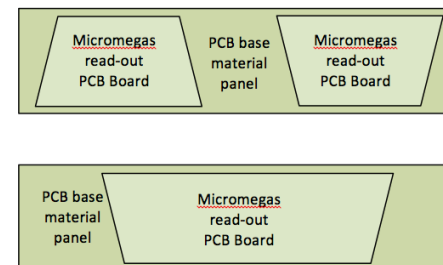 Micromegas
read-out
PCB Board
PCB base
material
panel
Micromegas
read-out
PCB Board
PCB base
material
panel
Micromegas
read-out
PCB Board